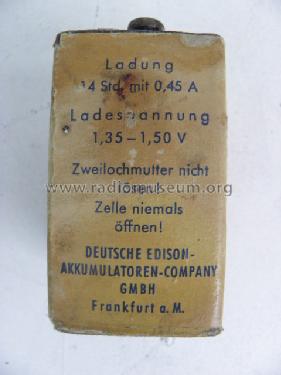 Ladung
14 Std. mit 0,45 A
Ladespannung
1,35–1,50 V
Zweilochmutter nicht
© www.radiomuseum.org
lösen!
Zelle niemals
öffnen!
DEUTSCHE EDISON-
AKKUMULATOREN-COMPANY
GMBH
Frankfurt a. M.